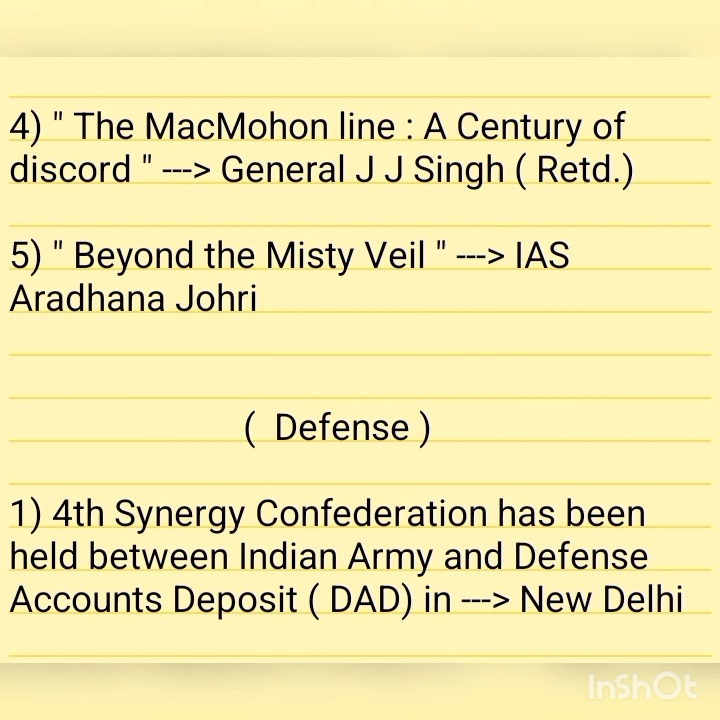 4) " The MacMohon line : A Century of
discord " ---> General J J Singh ( Retd.)
5) " Beyond the Misty Veil " ---> IAS
Aradhana Johri
( Defense )
1) 4th Synergy Confederation has been
held between Indian Army and Defense
Accounts Deposit ( DAD) in ---> New Delhi
InShOt